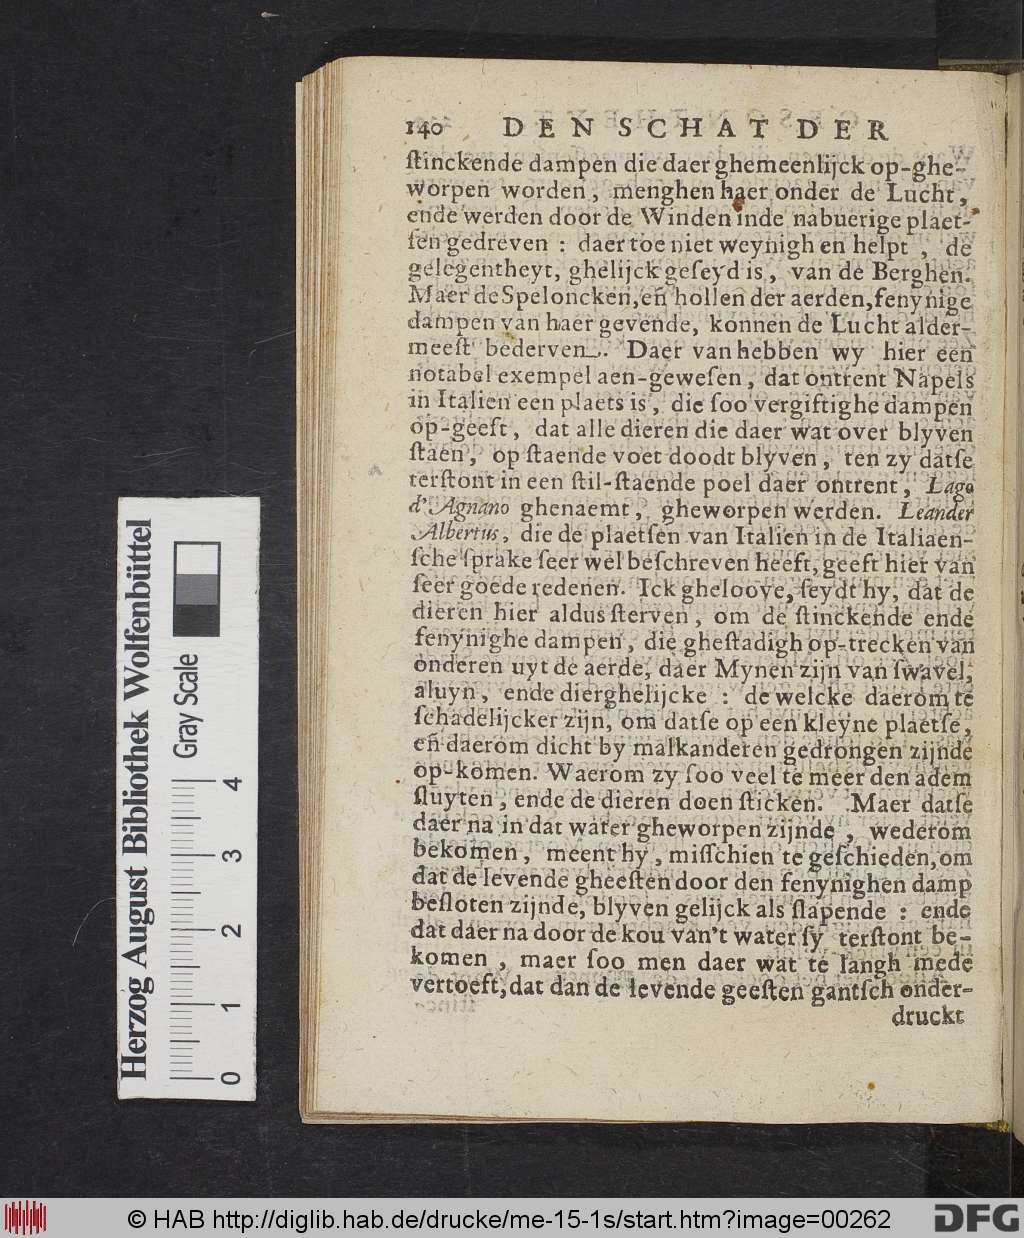 140 DEN SCHAT DER
ſtinckende dampen die daer ghemeenlijck op-ghe-
worpen worden, menghen haer onder de Lucht,
ende werden door de Winden inde nabuerige plaet-
ſen gedreven : daer toe niet weynigh en helpt, de
gelegentheyt, ghelijck geſeyd is, van de Berghen.
Maer de Speloncken, eñ hollen der aerden, fenynige
dampen van haer gevende, konnen de Lucht alder-
meeſt bederven. Daer van hebben wy hier een
notabel exempel aen-geweſen, dat ontrent Napels
in Italien een plaets is, die ſoo vergiftighe dampen
op-geeft, dat alle dieren die daer wat over blyven
ſtaen, op ſtaende voet doodt blyven, ten zy datſe
terſtont in een ſtil-ſtaende poel daer ontrent, Lago
d'Agnano ghenaemt, gheworpen werden. Leander
Albertus, die de plaetſen van Italien in de Italiaen-
ſche ſprake ſeer wel beſchreven heeft, geeft hier van
ſeer goede redenen. Ick gheloove, ſeydt hy, dat de
dieren hier aldus ſterven, om de ſtinckende ende
fenynighe dampen, die gheſtadigh op-trecken van
onderen uyt de aerde, daer Mynen zijn van ſwavel,
aluyn, ende dierghelijcke : de welcke daerom te
ſchadelijcker zijn, om datſe op een kleyne plaetſe,
eñ daerom dicht by malkanderen gedrongen zijnde
op-komen. Waerom zy ſoo veel te meer den adem
ſluyten, ende de dieren doen ſticken. Maer datſe
daer na in dat water gheworpen zijnde, wederom
bekomen, meent hy, miſſchien te geſchieden, om
dat de levende gheeſten door den fenynighen damp
beſloten zijnde, blyven gelijck als ſlapende : ende
dat daer na door de kou van't water ſy terſtont be-
komen, maer ſoo men daer wat te langh mede
vertoeft, dat dan de levende geeſten gantſch onder-
druckt
Herzog August Bibliothek Wolfenbüttel
Gray Scale
0 1 2 3 4
© HAB http://diglib.hab.de/drucke/me-15-1s/start.htm?image=00262
DFG